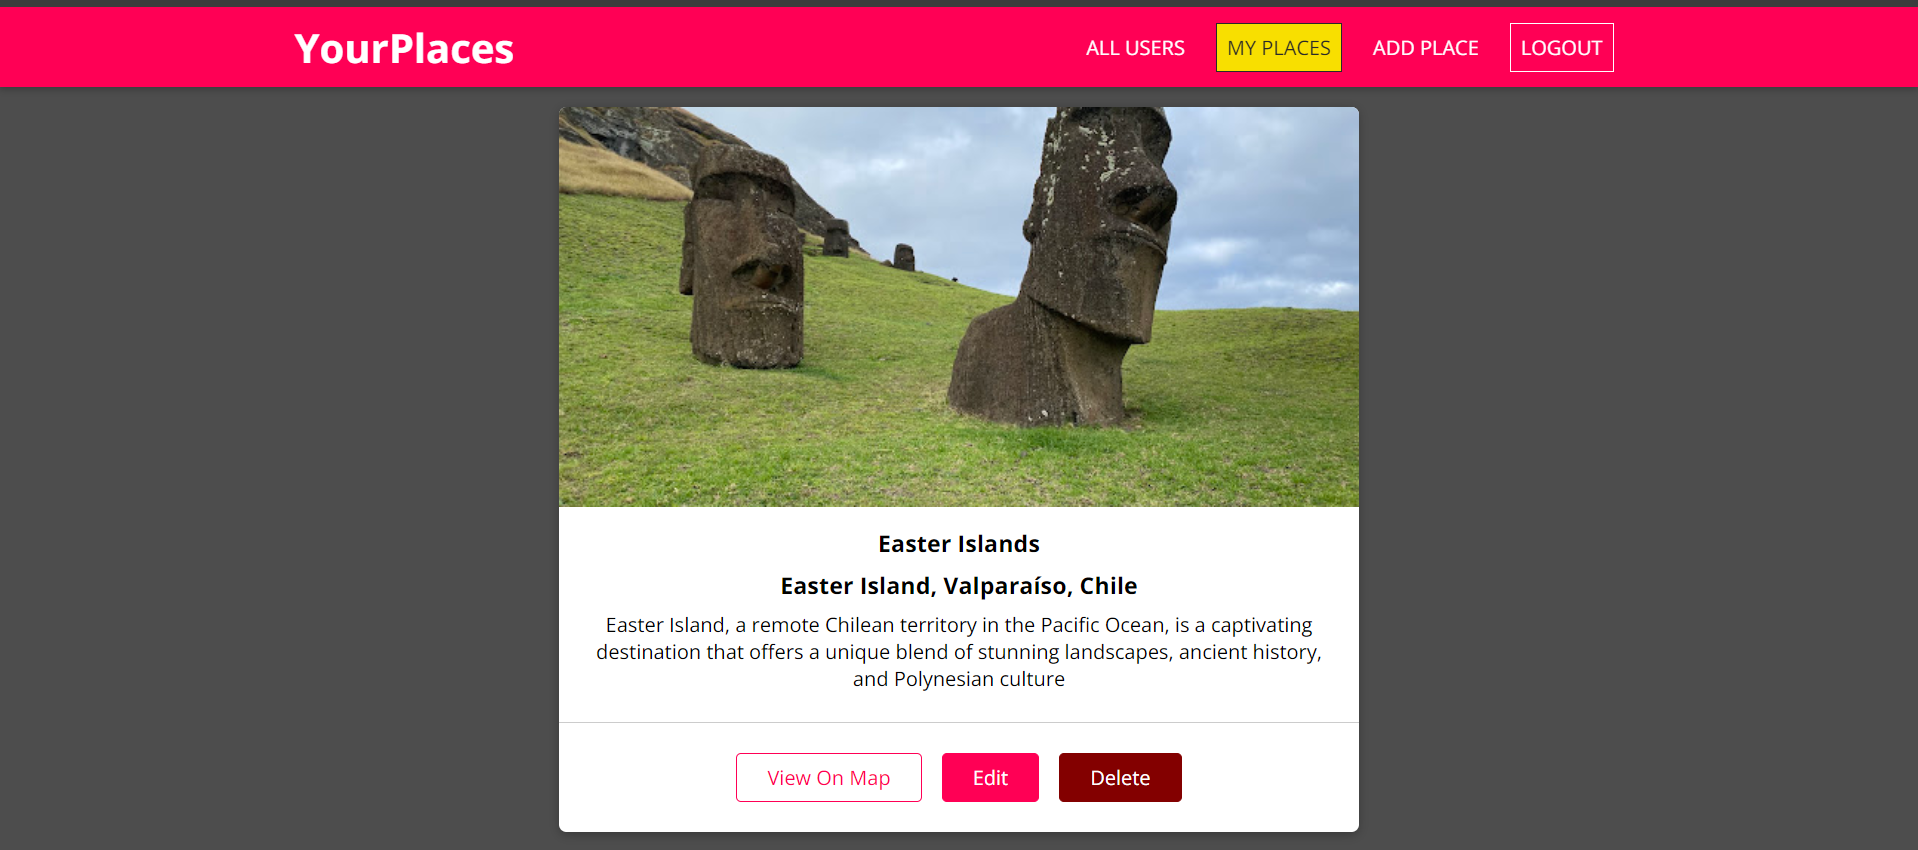 YourPlaces
ALL USERS
MY PLACES
ADD PLACE
LOGOUT
Easter Islands
Easter Island, Valparaíso, Chile
Easter Island, a remote Chilean territory in the Pacific Ocean, is a captivating
destination that offers a unique blend of stunning landscapes, ancient history,
and Polynesian culture
View On Map
Edit
Delete